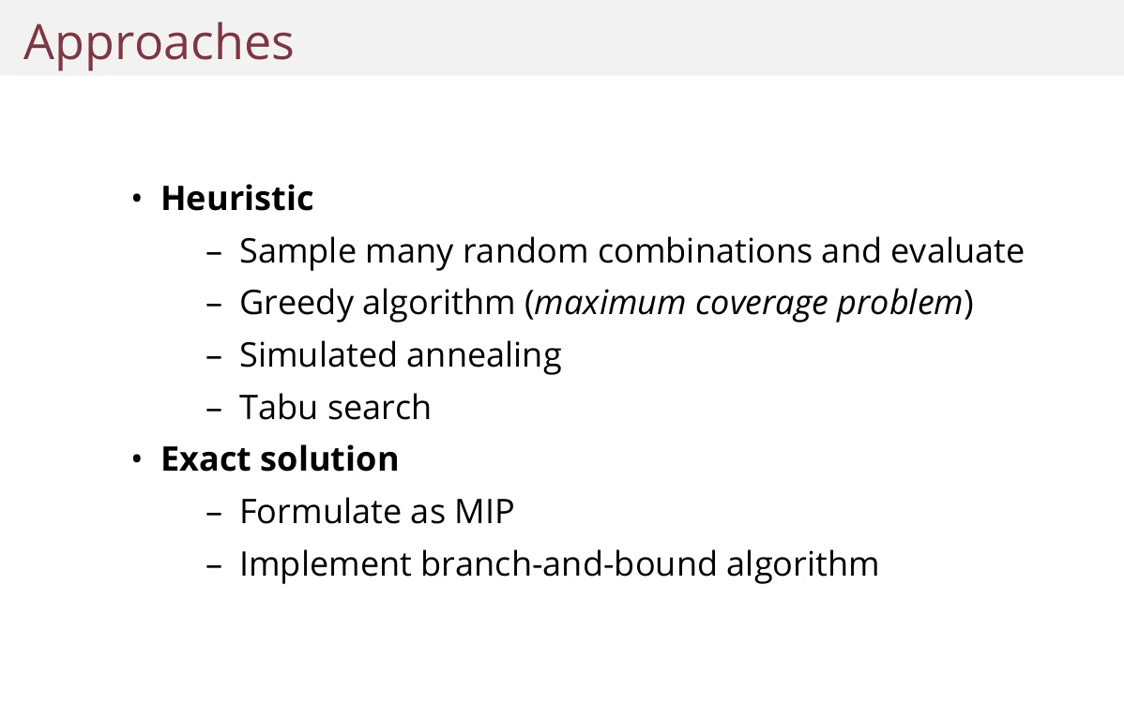 Approaches
• Heuristic
– Sample many random combinations and evaluate
– Greedy algorithm (maximum coverage problem)
– Simulated annealing
– Tabu search
• Exact solution
– Formulate as MIP
– Implement branch-and-bound algorithm